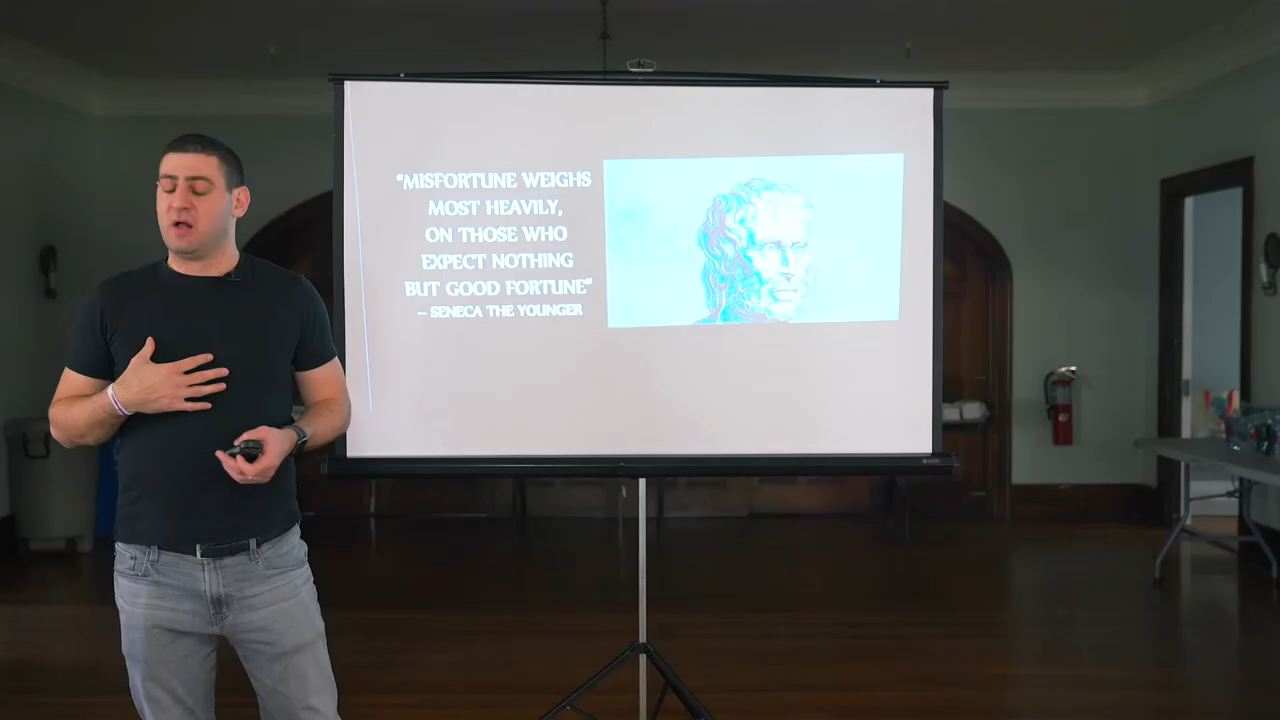 “MISFORTUNE WEIGHS
MOST HEAVILY,
ON THOSE WHO
EXPECT NOTHING
BUT GOOD FORTUNE”
– SENECA THE YOUNGER